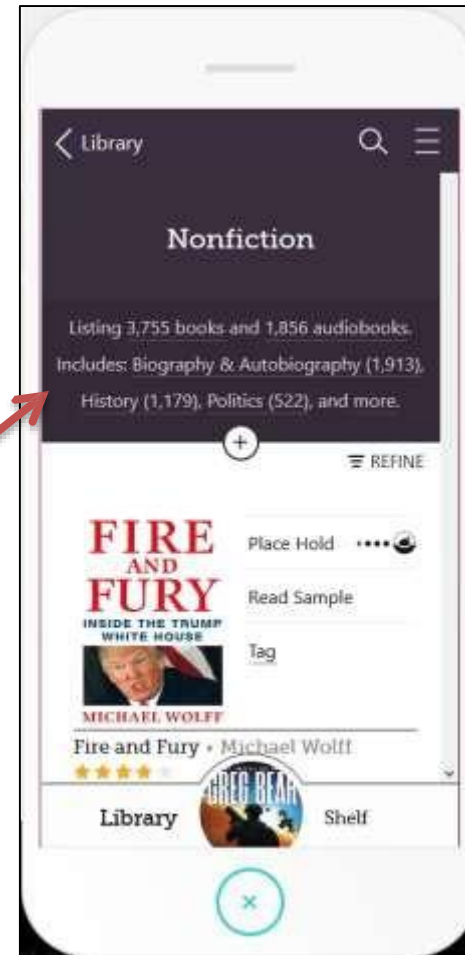 Library
Nonfiction
Listing 3,755 books and 1,856 audiobooks.
Includes: Biography & Autobiography (1,913),
History (1,179), Politics (522), and more.
REFINE
FIRE
AND
FURY
INSIDE THE TRUMP
WHITE HOUSE
MICHAEL WOLFF
Place Hold
Read Sample
Tag
Fire and Fury • Michael Wolff
Library
GREG BEAR
Shelf